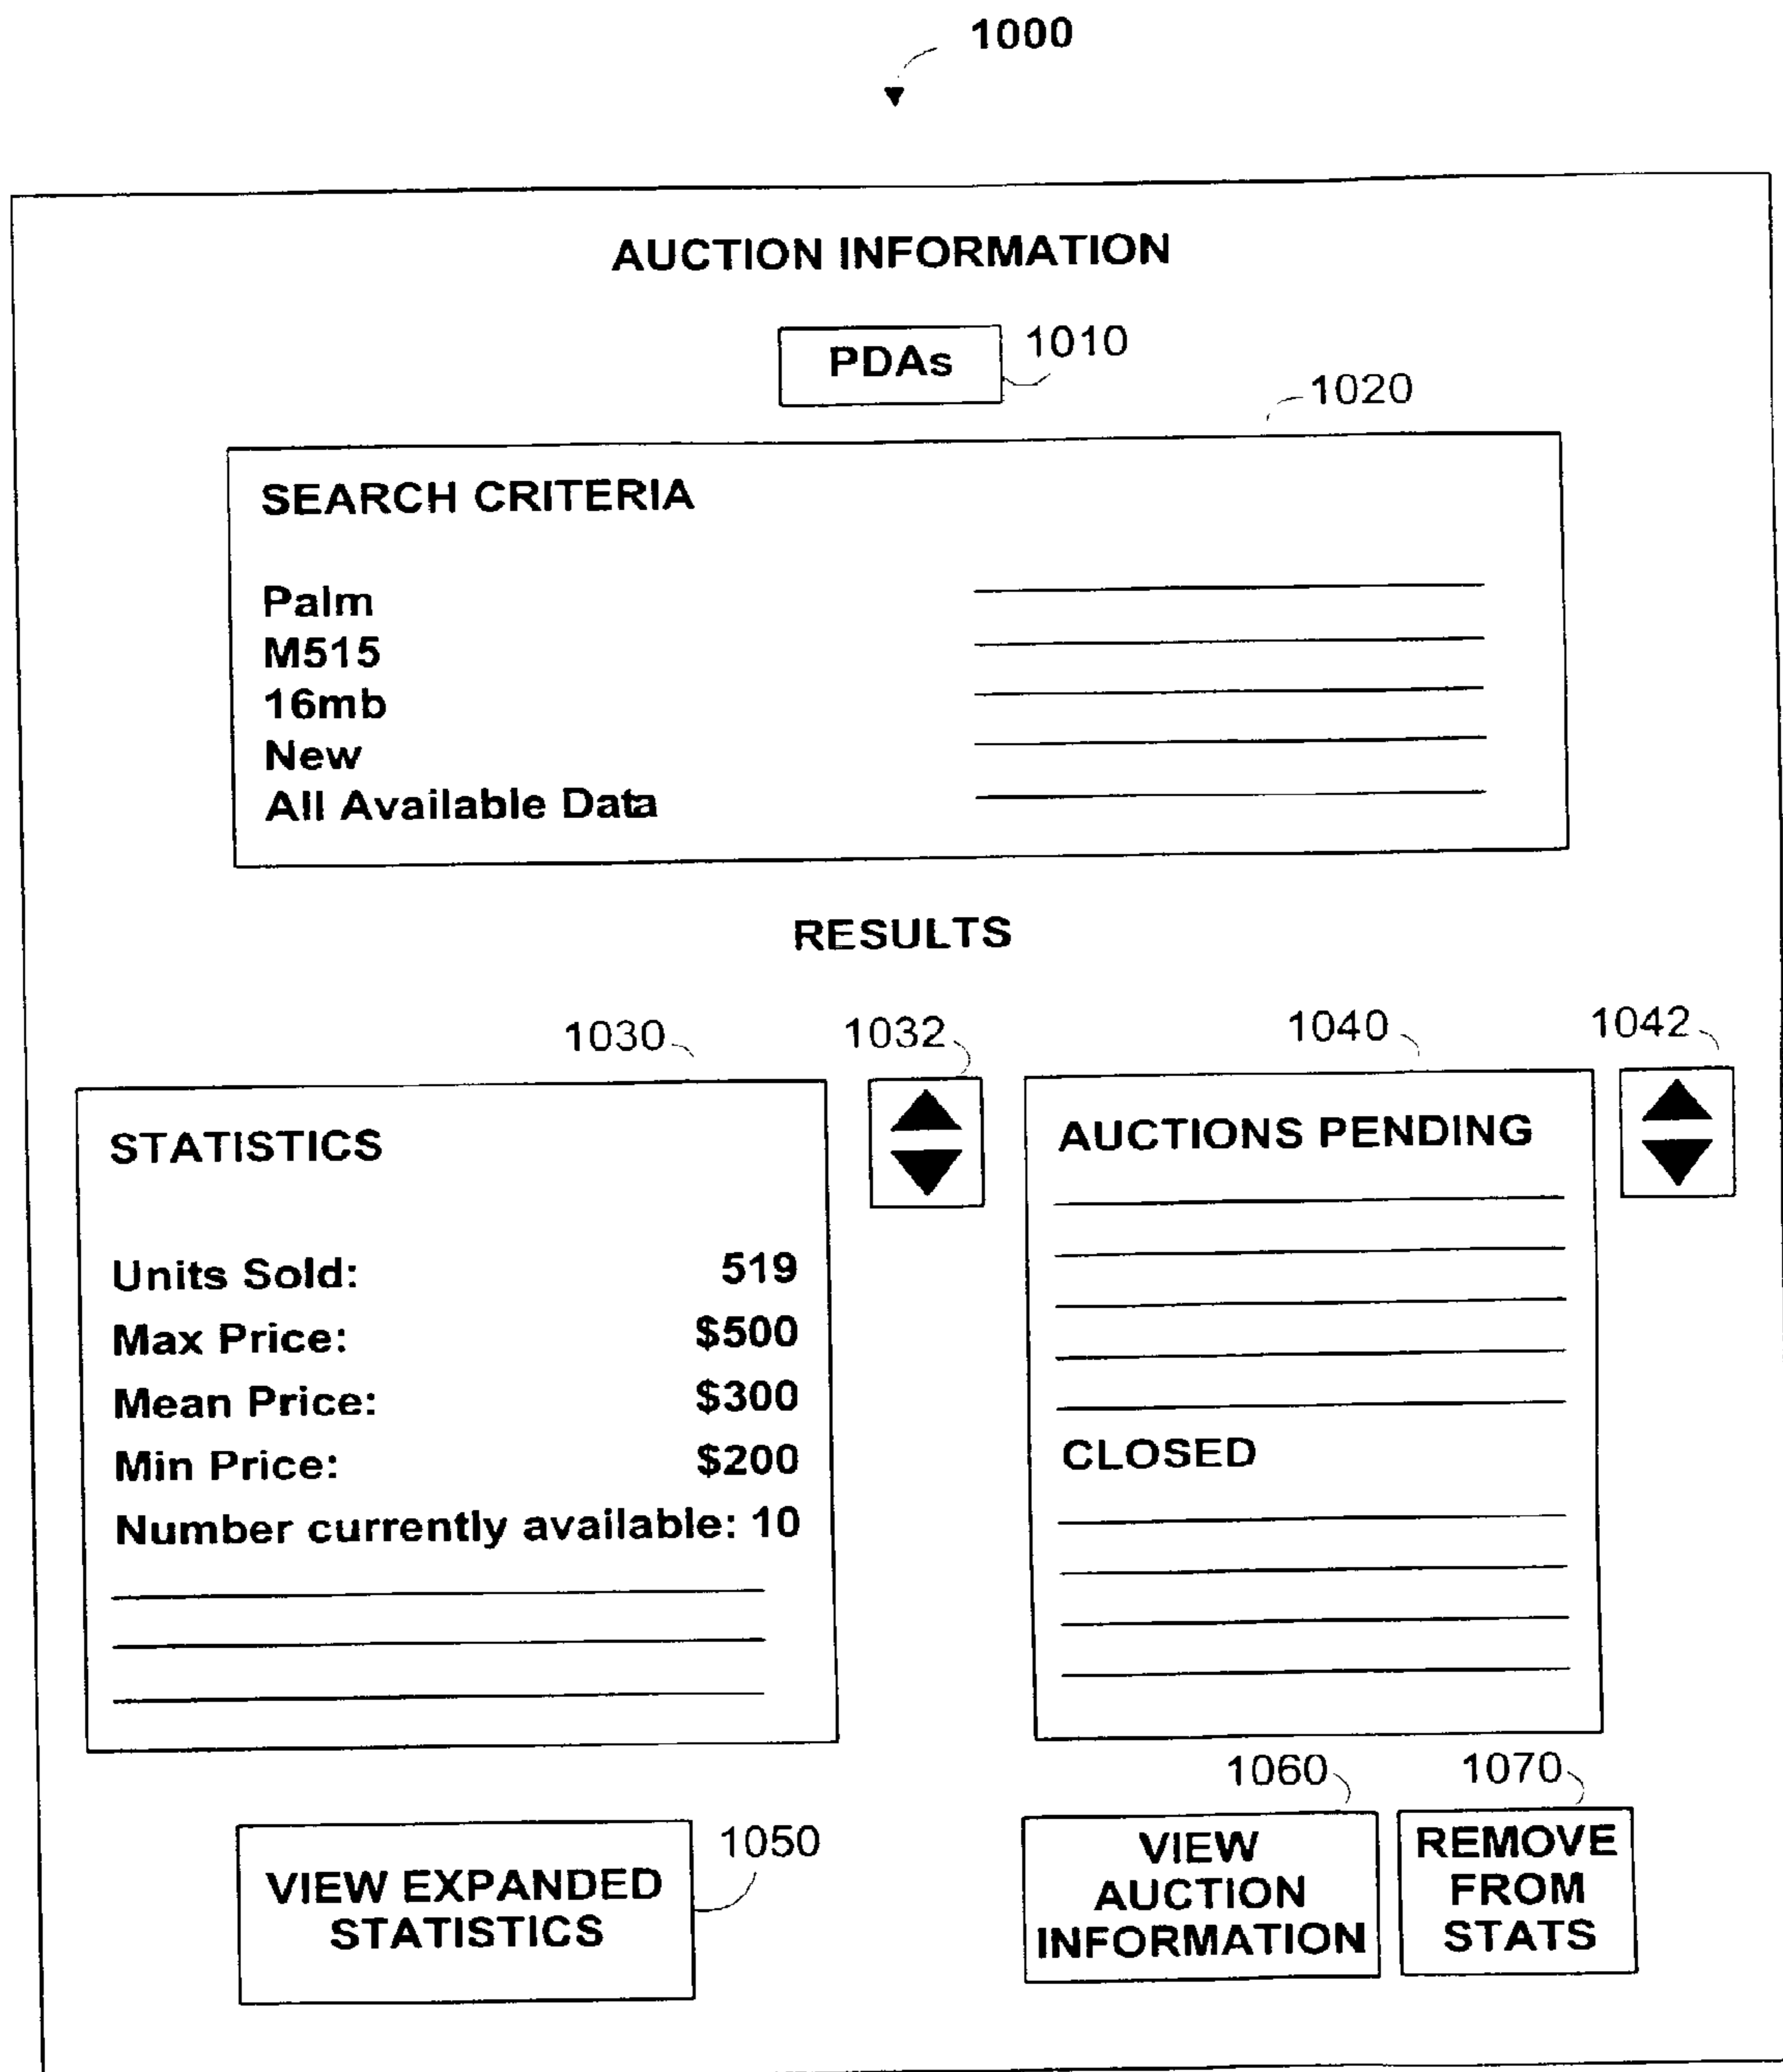 1000
AUCTION INFORMATION
PDAs
1010
1020
SEARCH CRITERIA
Palm
M515
16mb
New
All Available Data
RESULTS
1030
1032
1040
1042
STATISTICS
Units Sold: 519
Max Price: $500
Mean Price: $300
Min Price: $200
Number currently available: 10
AUCTIONS PENDING
CLOSED
1050
1060
1070
VIEW EXPANDED
STATISTICS
VIEW
AUCTION
INFORMATION
REMOVE
FROM
STATS